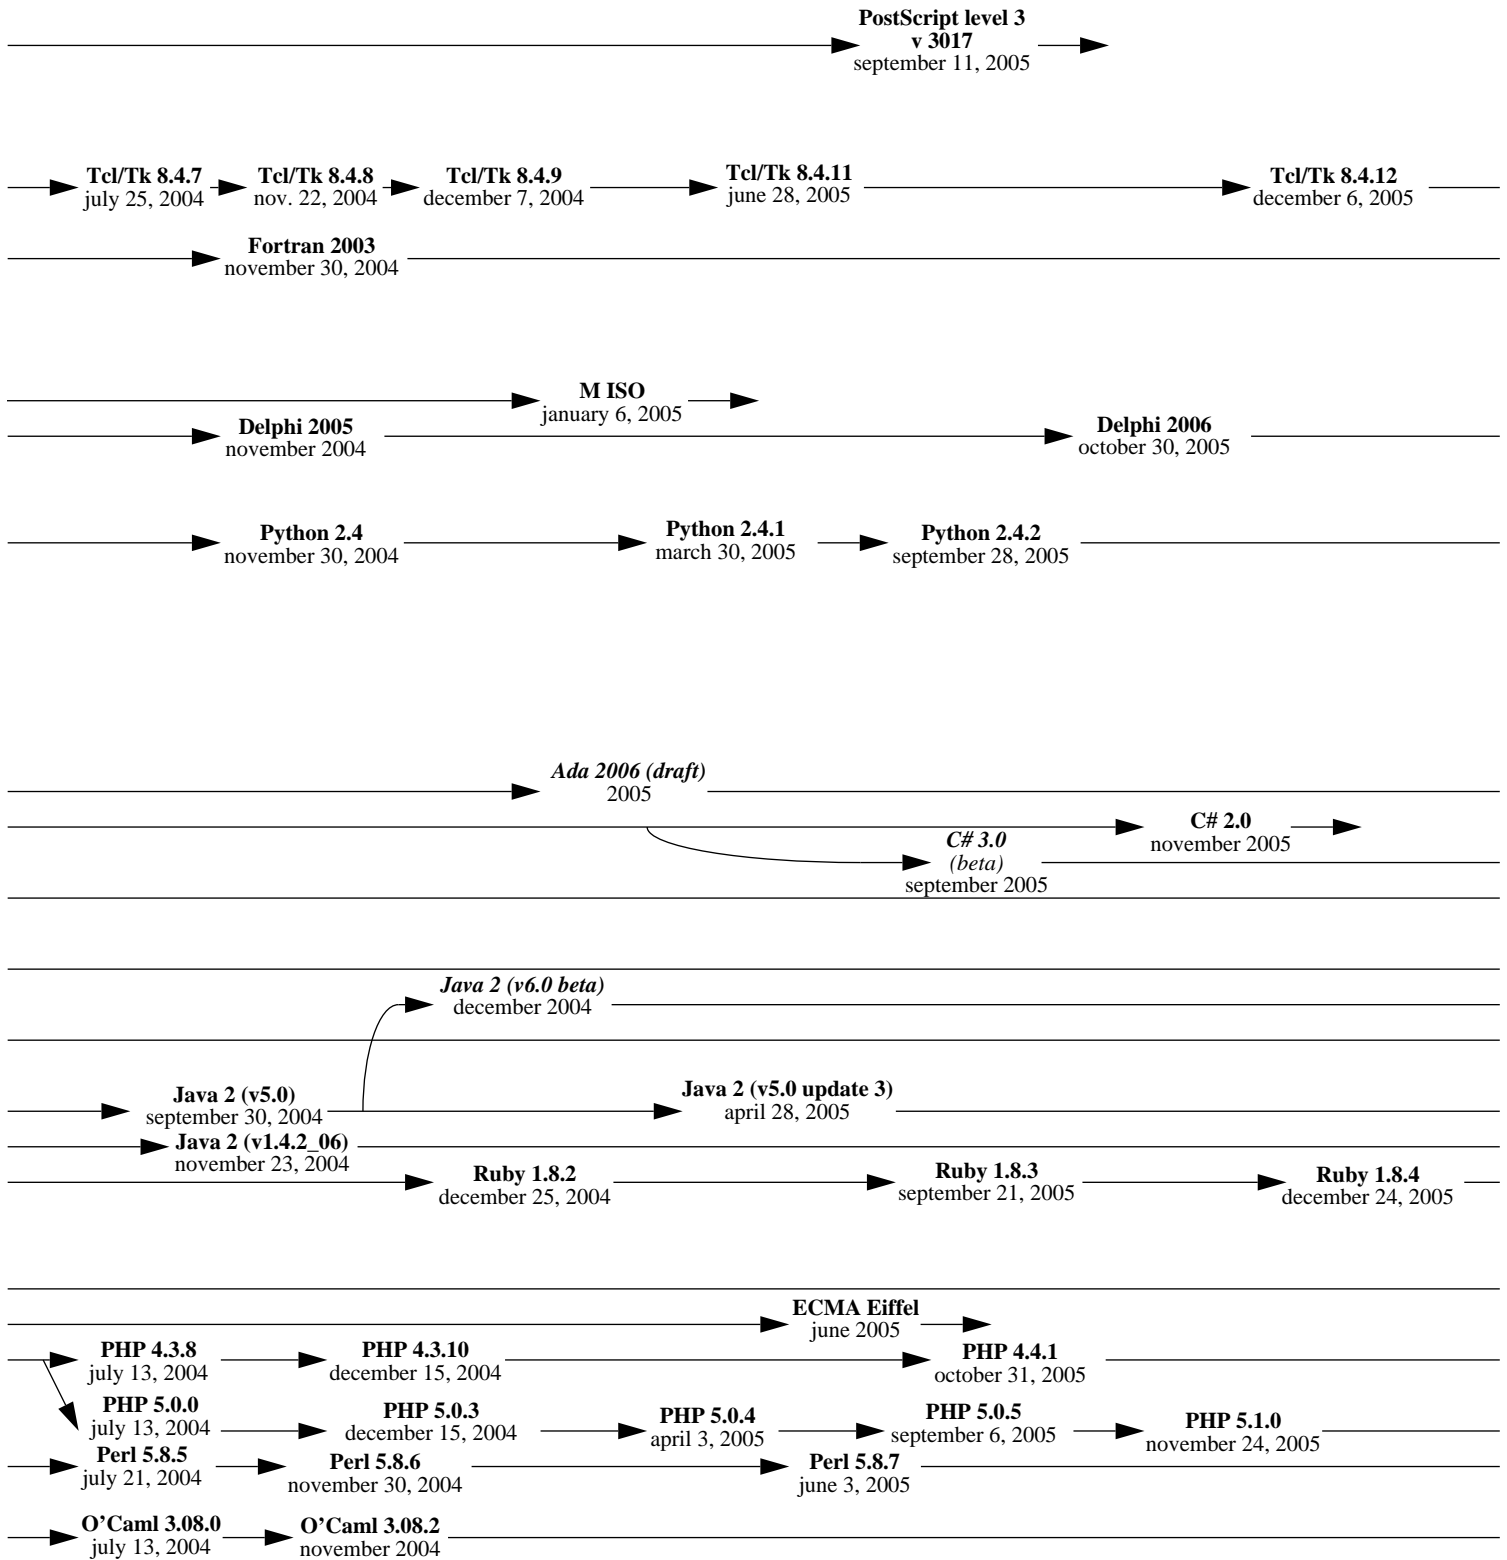 PostScript level 3
v 3017
september 11, 2005
Tcl/Tk 8.4.7
july 25, 2004
Tcl/Tk 8.4.8
nov. 22, 2004
Tcl/Tk 8.4.9
december 7, 2004
Tcl/Tk 8.4.11
june 28, 2005
Tcl/Tk 8.4.12
december 6, 2005
Fortran 2003
november 30, 2004
M ISO
january 6, 2005
Delphi 2005
november 2004
Delphi 2006
october 30, 2005
Python 2.4
november 30, 2004
Python 2.4.1
march 30, 2005
Python 2.4.2
september 28, 2005
Ada 2006 (draft)
2005
C# 2.0
november 2005
C# 3.0
(beta)
september 2005
Java 2 (v6.0 beta)
december 2004
Java 2 (v5.0)
september 30, 2004
Java 2 (v5.0 update 3)
april 28, 2005
Java 2 (v1.4.2_06)
november 23, 2004
Ruby 1.8.2
december 25, 2004
Ruby 1.8.3
september 21, 2005
Ruby 1.8.4
december 24, 2005
ECMA Eiffel
june 2005
PHP 4.3.8
july 13, 2004
PHP 4.3.10
december 15, 2004
PHP 4.4.1
october 31, 2005
PHP 5.0.0
july 13, 2004
PHP 5.0.3
december 15, 2004
PHP 5.0.4
april 3, 2005
PHP 5.0.5
september 6, 2005
PHP 5.1.0
november 24, 2005
Perl 5.8.5
july 21, 2004
Perl 5.8.6
november 30, 2004
Perl 5.8.7
june 3, 2005
O'Caml 3.08.0
july 13, 2004
O'Caml 3.08.2
november 2004